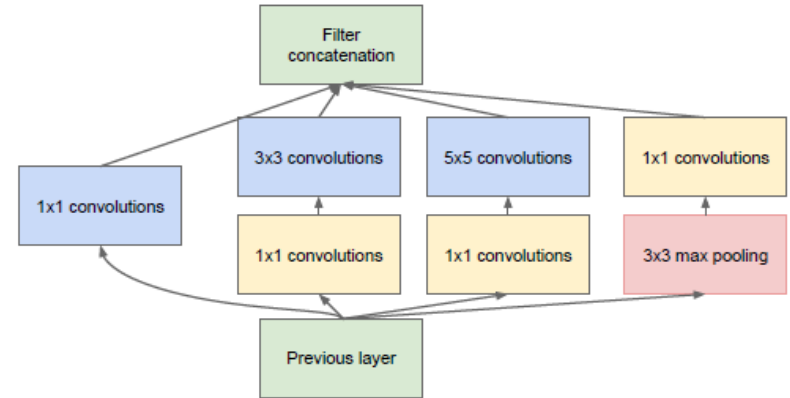 Filter
concatenation
3x3 convolutions
5x5 convolutions
1x1 convolutions
1x1 convolutions
1x1 convolutions
1x1 convolutions
3x3 max pooling
Previous layer